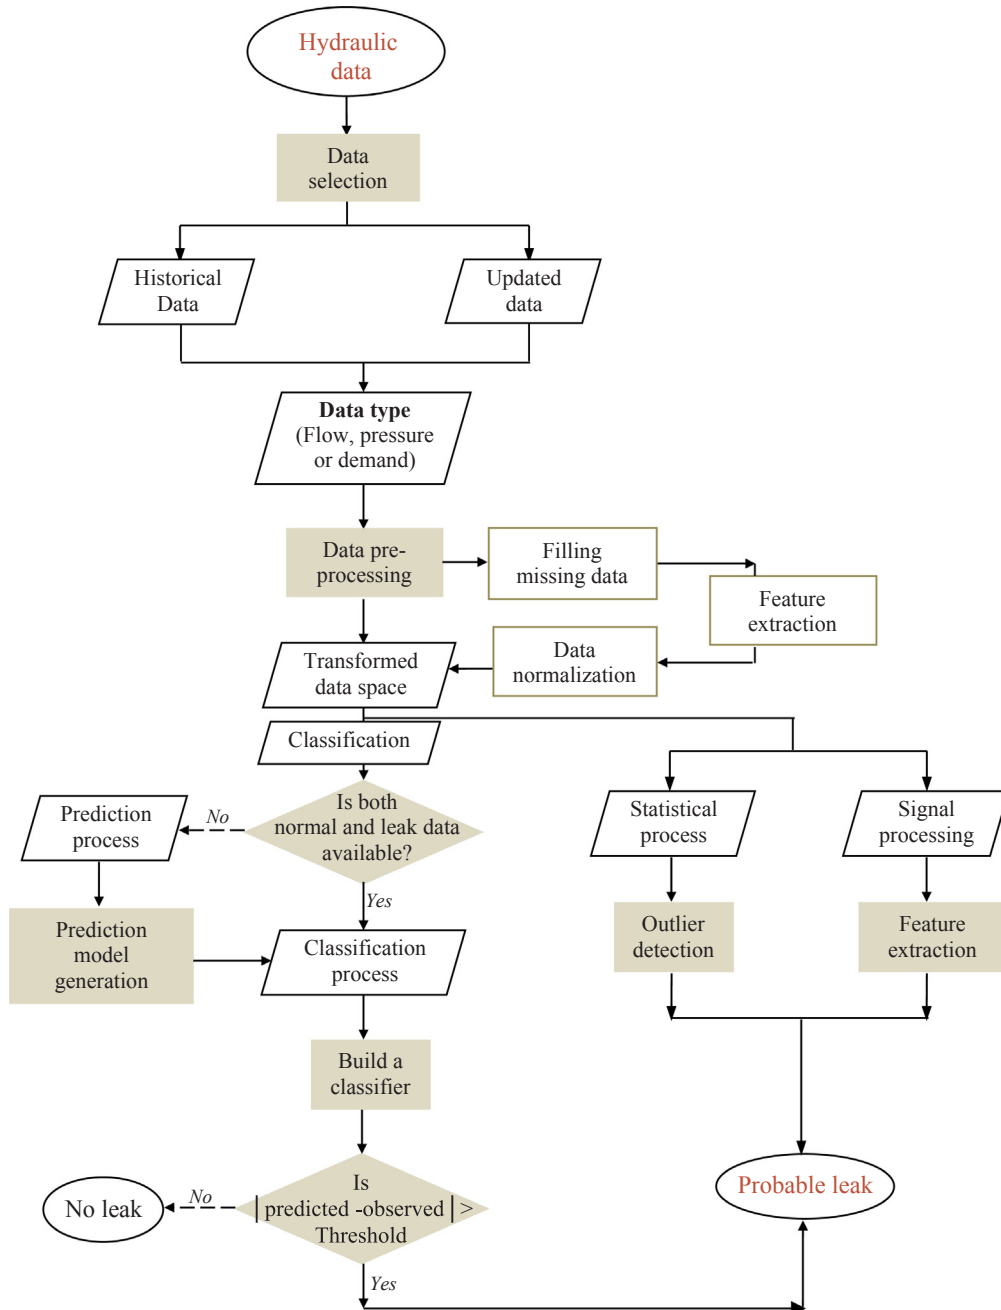 Hydraulic
data
Data
selection
Historical
Data
Updated
data
Data type
(Flow, pressure
or demand)
Data pre-
processing
Filling
missing data
Feature
extraction
Data
normalization
Transformed
data space
Classification
Is both
normal and leak data
available?
No
Prediction
process
Yes
Prediction
model
generation
Classification
process
Statistical
process
Signal
processing
Outlier
detection
Feature
extraction
Build a
classifier
Is
|predicted -observed| >
Threshold
No
No leak
Yes
Probable leak